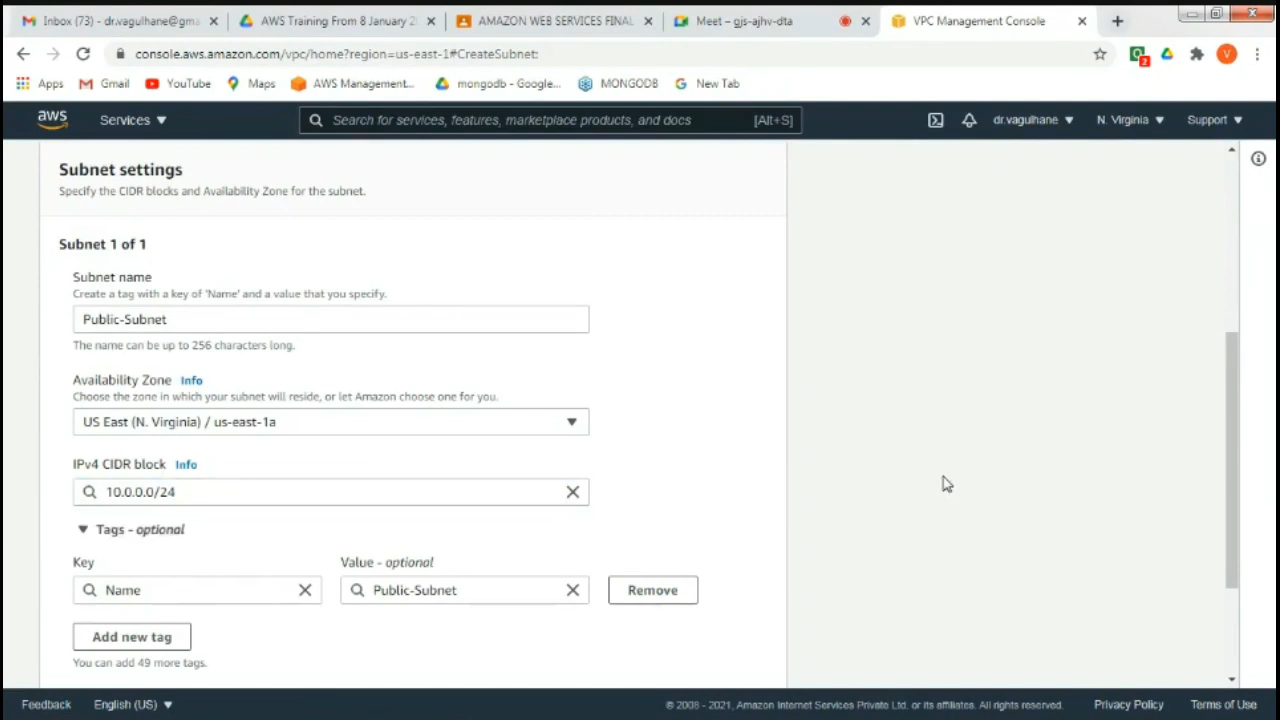 Inbox (3,731) - dr.vagulhane@gma
AWS Training From 8 January 2
AMAZON WEB SERVICES FINAL
Meet – gjs-ajhv-dta
VPC Management Console
console.aws.amazon.com/vpc/home?region=us-east-1#CreateSubnet:
2
V
Apps
Gmail
YouTube
Maps
AWS Management...
mongodb - Google...
MONGODB
New Tab
aws
Services
Search for services, features, marketplace products, and docs
[Alt+S]
dr.vagulhane
N. Virginia
Support
Subnet settings
Specify the CIDR blocks and Availability Zone for the subnet.
Subnet 1 of 1
Subnet name
Create a tag with a key of 'Name' and a value that you specify.
Public-Subnet
The name can be up to 256 characters long.
Availability Zone Info
Choose the zone in which your subnet will reside, or let Amazon choose one for you.
US East (N. Virginia) / us-east-1a
IPv4 CIDR block Info
10.0.0.0/24
Tags - optional
Key
Value - optional
Name
Public-Subnet
Remove
Add new tag
You can add 49 more tags.
Feedback
English (US)
© 2008 - 2021, Amazon Internet Services Private Ltd. or its affiliates. All rights reserved.
Privacy Policy
Terms of Use